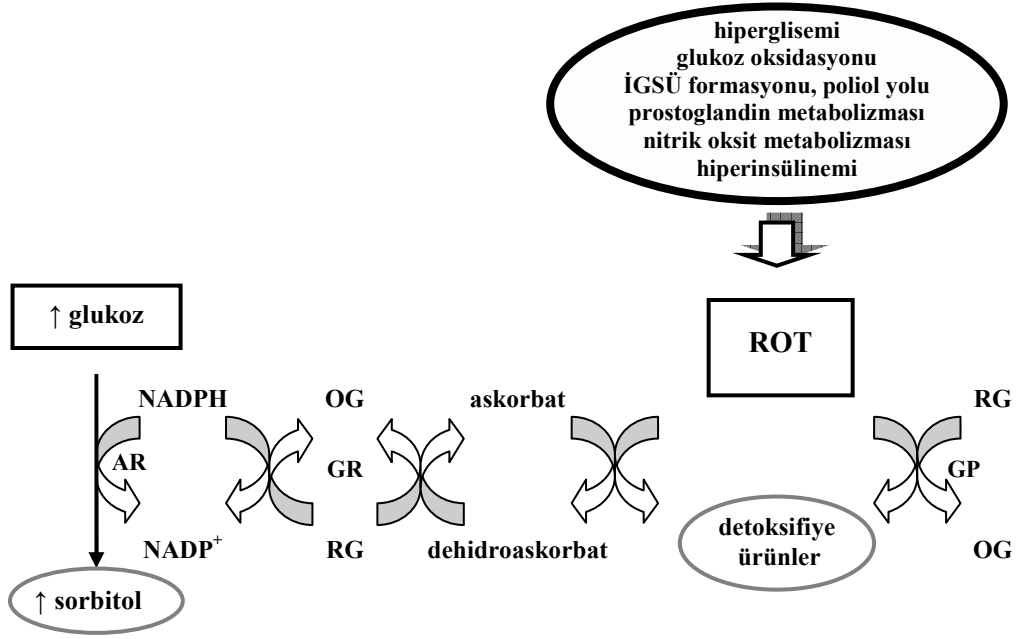 hiperglisemi
glukoz oksidasyonu
İGSÜ formasyonu, poliol yolu
prostoglandin metabolizması
nitrik oksit metabolizması
hiperinsülinemi
↑ glukoz
ROT
NADPH
OG
askorbat
RG
AR
GR
GP
NADP⁺
RG
dehidroaskorbat
detoksifiye
ürünler
OG
↑ sorbitol